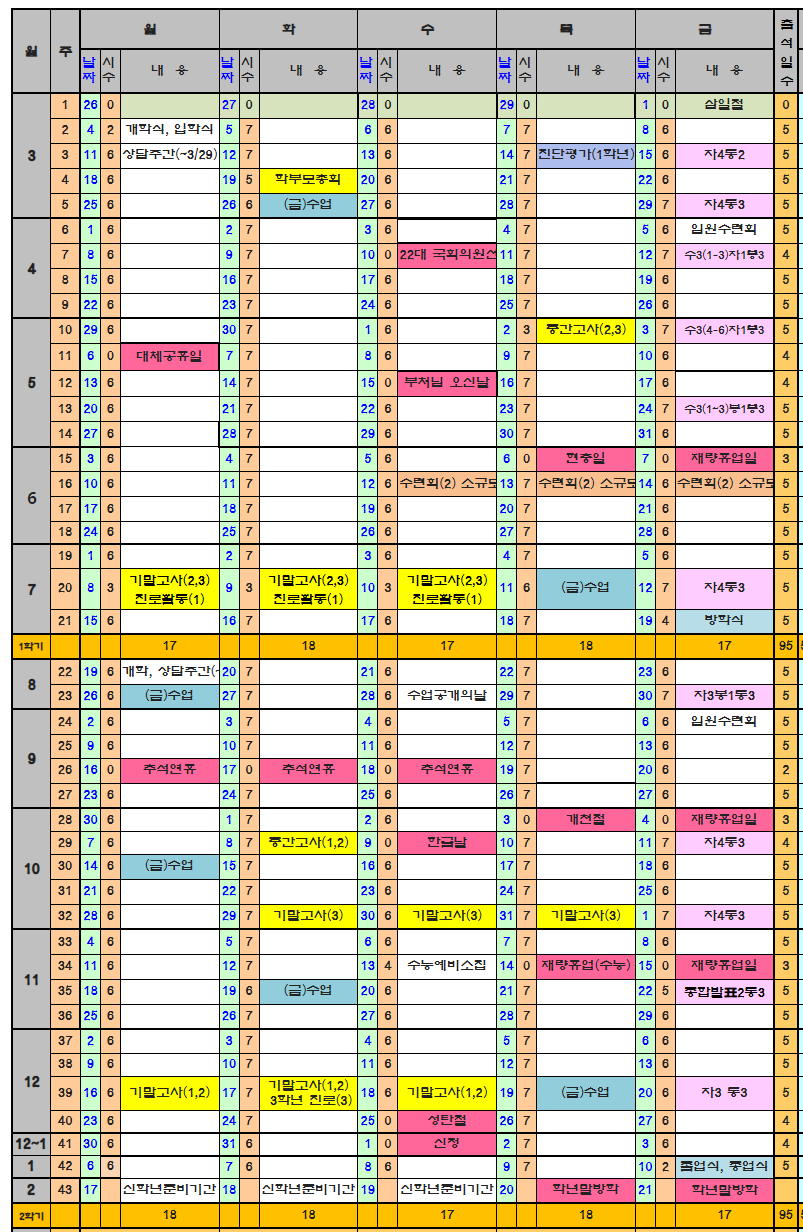 월 주 월 화 수 목 금 출석일수
날짜 시수 내 용 날짜 시수 내 용 날짜 시수 내 용 날짜 시수 내 용 날짜 시수 내 용
3 1 26 0 27 0 28 0 29 0 1 0 삼일절 0
2 4 2 개학식, 입학식 5 7 6 6 7 7 8 6 5
3 11 6 상담주간(~3/29) 12 7 13 6 14 7 진단평가(1학년) 15 6 자4동2 5
4 18 6 19 5 학부모총회 20 6 21 7 22 6 5
5 25 6 26 6 (금)수업 27 6 28 7 29 7 자4동3 5
4 6 1 6 2 7 3 6 4 7 5 6 임원수련회 5
7 8 6 9 7 10 0 22대 국회의원선 11 7 12 7 수3(1~3)자1봉3 4
8 15 6 16 7 17 6 18 7 19 6 5
9 22 6 23 7 24 6 25 7 26 6 5
5 10 29 6 30 7 1 6 2 3 중간고사(2,3) 3 7 수3(4~6)자1봉3 5
11 6 0 대체공휴일 7 7 8 6 9 7 10 6 4
12 13 6 14 7 15 0 부처님 오신날 16 7 17 6 4
13 20 6 21 7 22 6 23 7 24 7 수3(1~3)봉1봉3 5
14 27 6 28 7 29 6 30 7 31 6 5
6 15 3 6 4 7 5 6 6 0 현충일 7 0 재량휴업일 3
16 10 6 11 7 12 6 수련회(2) 소규모 13 7 수련회(2) 소규모 14 6 수련회(2) 소규모 5
17 17 6 18 7 19 6 20 7 21 6 5
18 24 6 25 7 26 6 27 7 28 6 5
7 19 1 6 2 7 3 6 4 7 5 6 5
20 8 3 기말고사(2,3) 진로활동(1) 9 3 기말고사(2,3) 진로활동(1) 10 3 기말고사(2,3) 진로활동(1) 11 6 (금)수업 12 7 자4동3 5
21 15 6 16 7 17 6 18 7 19 4 방학식 5
1학기 17 18 17 18 17 95
8 22 19 6 개학, 상담주간(~ 20 7 21 6 22 7 23 6 5
23 26 6 (금)수업 27 7 28 6 수업공개의날 29 7 30 7 자3봉1동3 5
9 24 2 6 3 7 4 6 5 7 6 6 임원수련회 5
25 9 6 10 7 11 6 12 7 13 6 5
26 16 0 추석연휴 17 0 추석연휴 18 0 추석연휴 19 7 20 6 2
27 23 6 24 7 25 6 26 7 27 6 5
10 28 30 6 1 7 2 6 3 0 개천절 4 0 재량휴업일 3
29 7 6 8 7 중간고사(1,2) 9 0 한글날 10 7 11 7 자4동3 4
30 14 6 (금)수업 15 7 16 6 17 7 18 6 5
31 21 6 22 7 23 6 24 7 25 6 5
32 28 6 29 7 기말고사(3) 30 6 기말고사(3) 31 7 기말고사(3) 1 7 자4동3 5
11 33 4 6 5 7 6 6 7 7 8 6 5
34 11 6 12 7 13 4 수능예비소집 14 0 재량휴업(수능) 15 0 재량휴업일 3
35 18 6 19 6 (금)수업 20 6 21 7 22 5 종합발표2동3 5
36 25 6 26 7 27 6 28 7 29 6 5
12 37 2 6 3 7 4 6 5 7 6 6 5
38 9 6 10 7 11 6 12 7 13 6 5
39 16 6 기말고사(1,2) 17 7 기말고사(1,2) 3학년 진로(3) 18 6 기말고사(1,2) 19 7 (금)수업 20 6 자3 동3 5
40 23 6 24 7 25 0 성탄절 26 7 27 6 4
12~1 41 30 6 31 6 1 0 신정 2 7 3 6 4
1 42 6 6 7 6 8 6 9 7 10 2 졸업식, 종업식 5
2 43 17 신학년준비기간 18 신학년준비기간 19 신학년준비기간 20 학년말방학 21 학년말방학
2학기 18 18 17 18 17 95